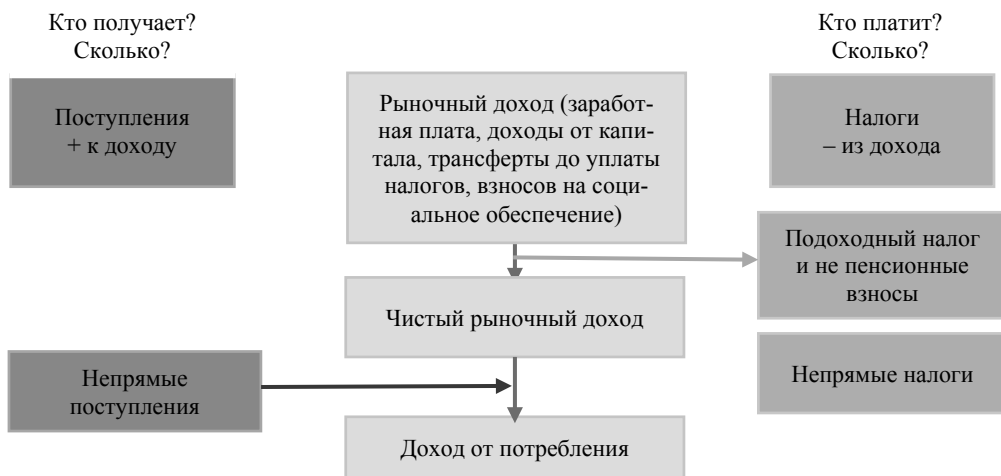 Кто получает?
Сколько?
Кто платит?
Сколько?
Поступления
+ к доходу
Рыночный доход (заработ-
ная плата, доходы от капи-
тала, трансферты до уплаты
налогов, взносов на соци-
альное обеспечение)
Налоги
– из дохода
Подоходный налог
и не пенсионные
взносы
Чистый рыночный доход
Непрямые
поступления
Непрямые налоги
Доход от потребления